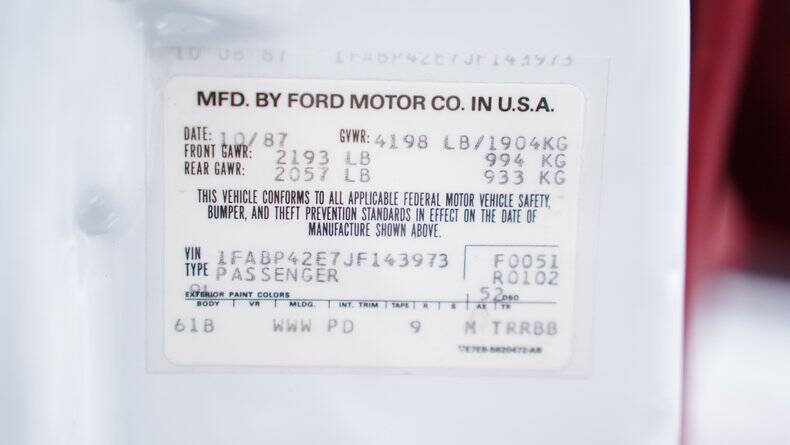 10 08 87 1FABP42E7JF143973
MFD. BY FORD MOTOR CO. IN U.S.A.
DATE: 10/87 GVWR: 4198 LB/1904KG
FRONT GAWR: 2193 LB 994 KG
REAR GAWR: 2057 LB 933 KG
THIS VEHICLE CONFORMS TO ALL APPLICABLE FEDERAL MOTOR VEHICLE SAFETY,
BUMPER, AND THEFT PREVENTION STANDARDS IN EFFECT ON THE DATE OF
MANUFACTURE SHOWN ABOVE.
VIN 1FABP42E7JF143973 F0051
TYPE PASSENGER R0102
9L 52 DSO
EXTERIOR PAINT COLORS
BODY VR MLDG. INT. TRIM TAPE R S AX TR
61B WWW PD 9 M TRRBB